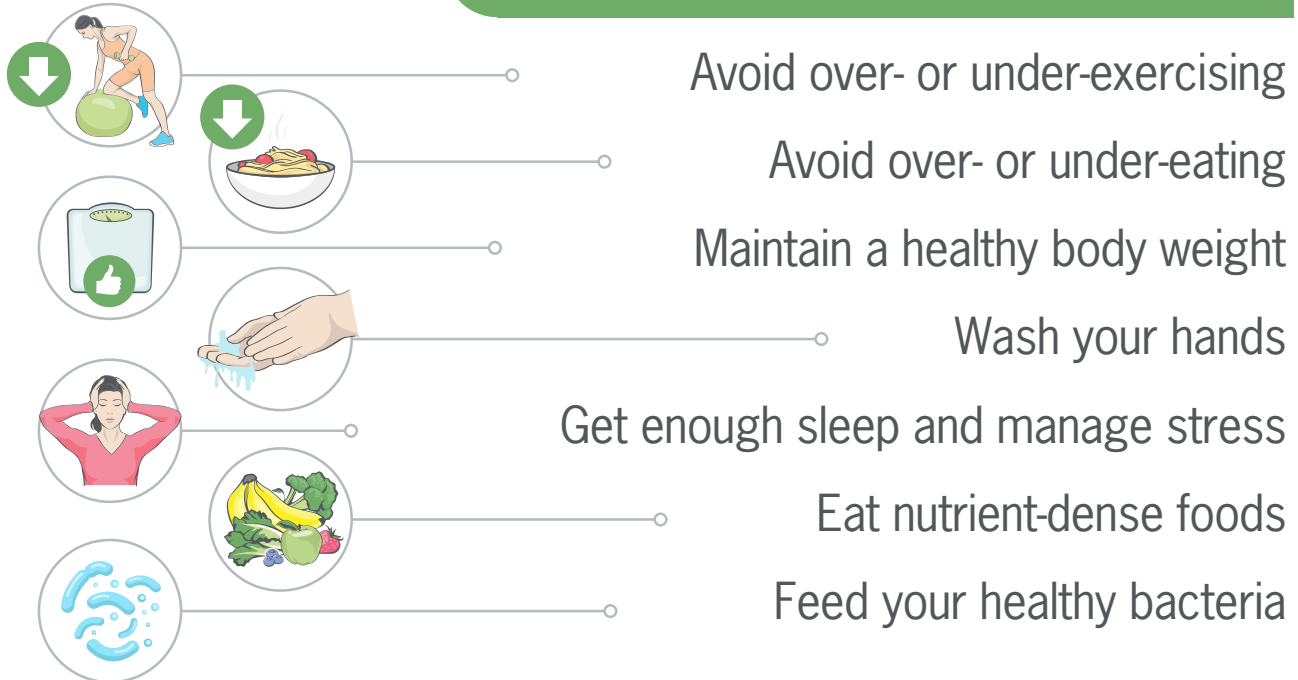 Avoid over- or under-exercising
Avoid over- or under-eating
Maintain a healthy body weight
Wash your hands
Get enough sleep and manage stress
Eat nutrient-dense foods
Feed your healthy bacteria